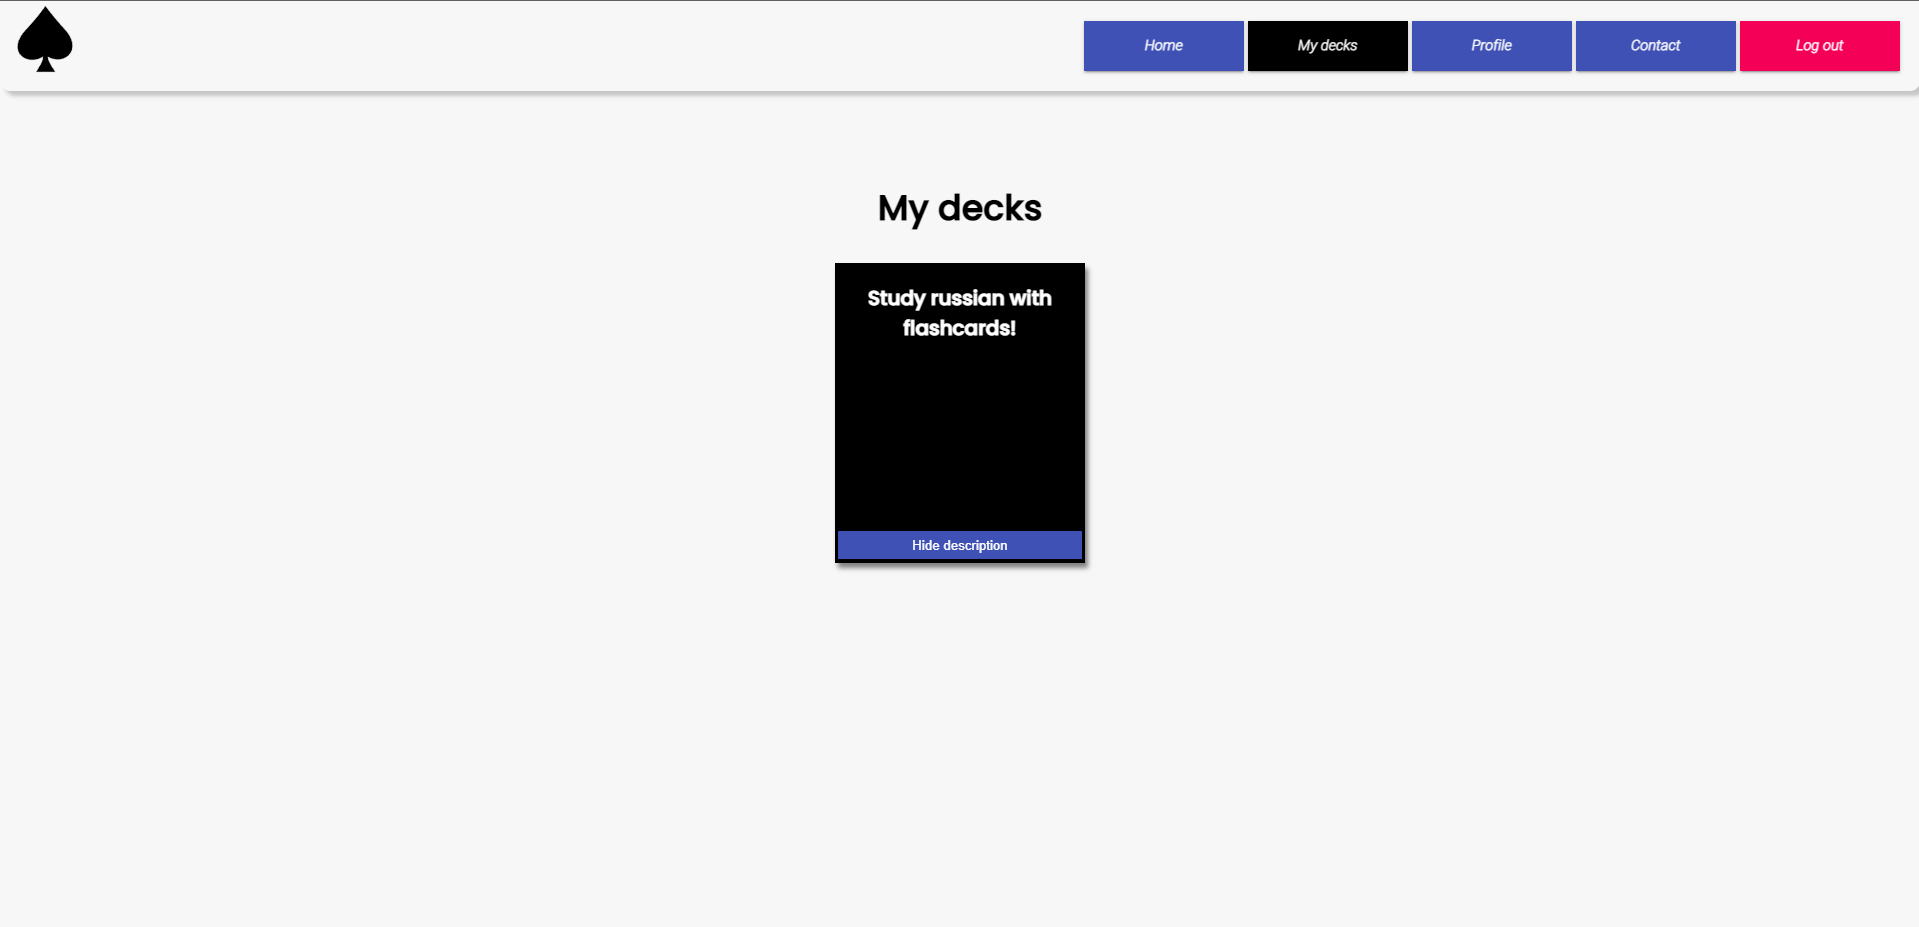 Home
My decks
Profile
Contact
Log out
My decks
Study russian with
flashcards!
Hide description